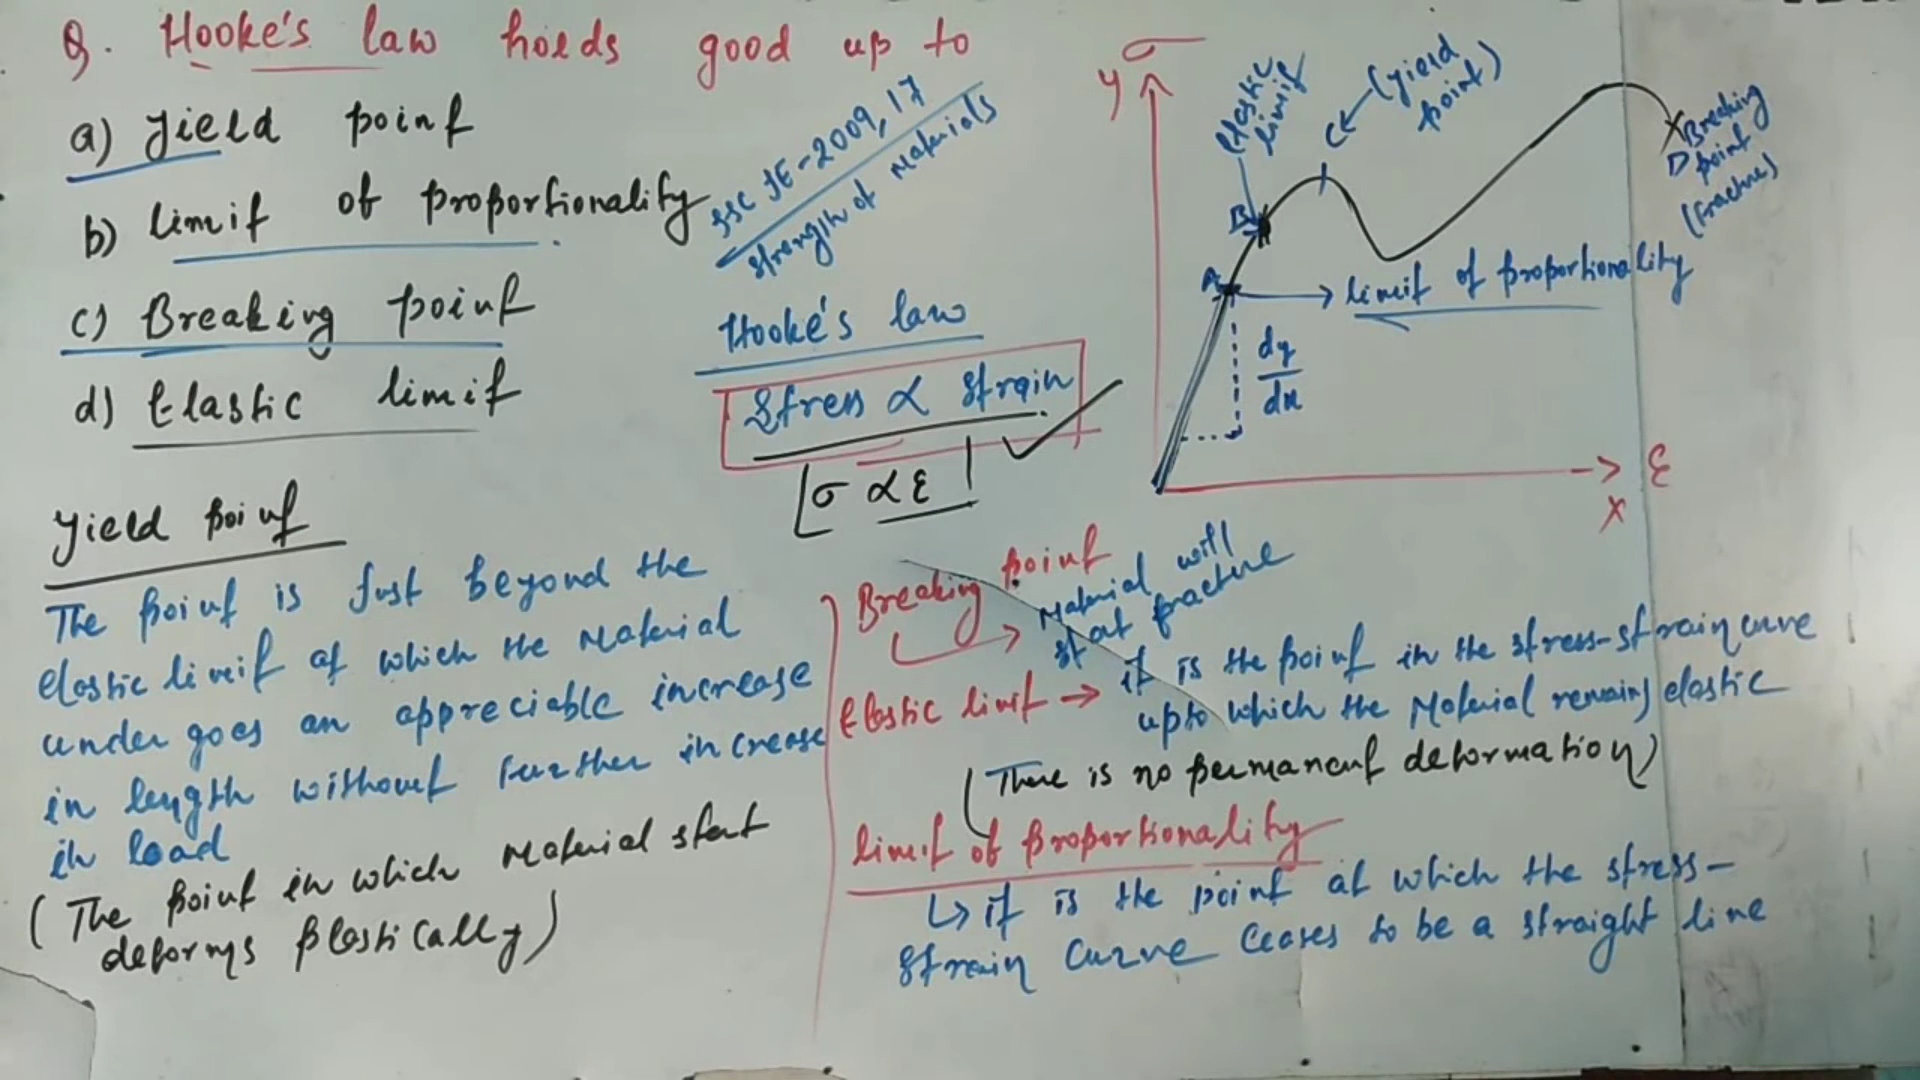 Q. Hooke's law holds good up to
a) Yield point
b) limit of proportionality
c) Breaking point
d) Elastic limit
SSC JE-2009, 17
Strength of Materials
Hooke's law
Stress ∝ strain
σ ∝ ε
y
σ
Elastic limit
C
(yield point)
B
A
limit of proportionality
Breaking
D point
(fracture)
dy
dx
ε
x
Yield point
The point is just beyond the
elastic limit at which the material
under goes an appreciable increase
in length without further increase
in load
(The point in which material start
deforms plastically)
Breaking point
Material will
start fracture
Elastic limit → it is the point in the stress-strain curve
upto which the Material remains elastic
(There is no permanent deformation)
limit of proportionality
↳ it is the point at which the stress-
strain curve ceases to be a straight line